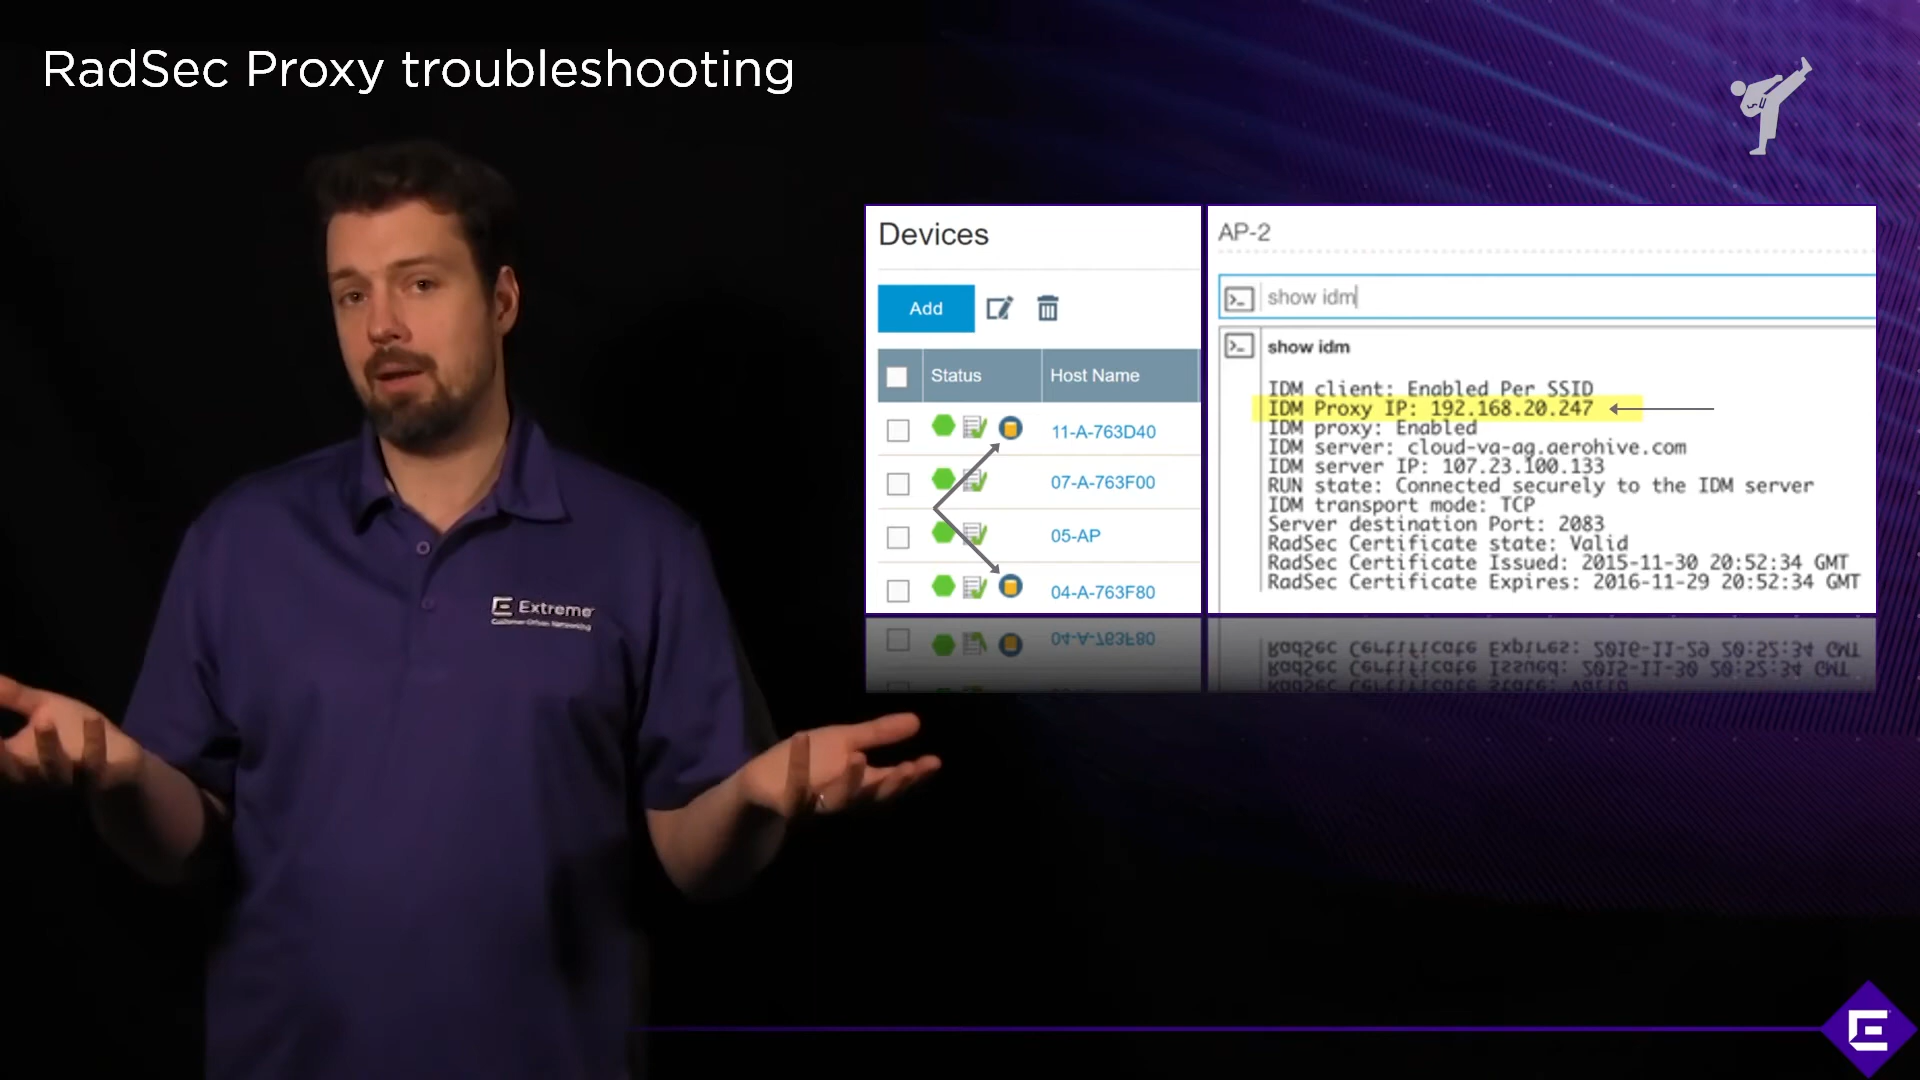 RadSec Proxy troubleshooting
Devices
Add
Status Host Name
11-A-763D40
07-A-763F00
05-AP
04-A-763F80
AP-2
show idm
show idm
IDM client: Enabled Per SSID
IDM Proxy IP: 192.168.20.247
IDM proxy: Enabled
IDM server: cloud-va-ag.aerohive.com
IDM server IP: 107.23.100.133
RUN state: Connected securely to the IDM server
IDM transport mode: TCP
Server destination Port: 2083
RadSec Certificate state: Valid
RadSec Certificate Issued: 2015-11-30 20:52:34 GMT
RadSec Certificate Expires: 2016-11-29 20:52:34 GMT
Extreme
Customer-Driven Networking